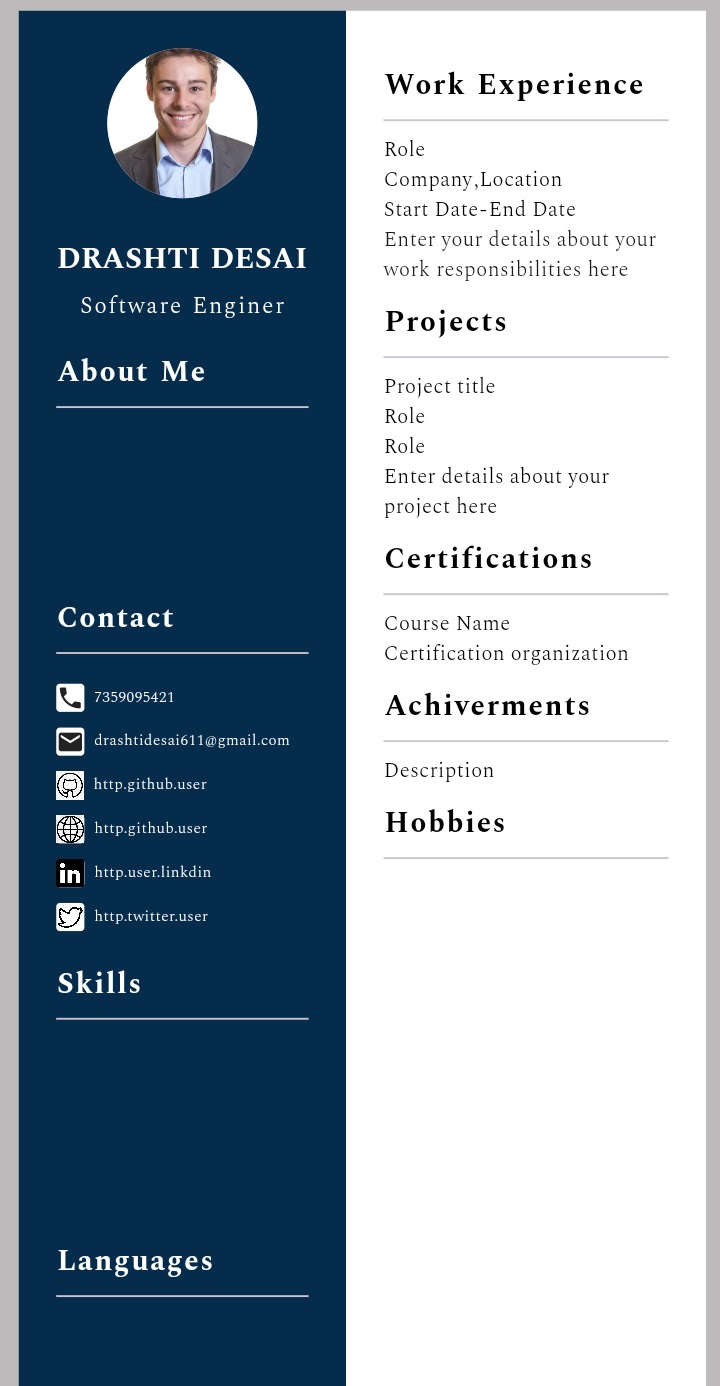 DRASHTI DESAI
Software Enginer
About Me
Contact
7359095421
drashtidesai611@gmail.com
http.github.user
http.github.user
http.user.linkdin
http.twitter.user
Skills
Languages
Work Experience
Role
Company,Location
Start Date-End Date
Enter your details about your
work responsibilities here
Projects
Project title
Role
Role
Enter details about your
project here
Certifications
Course Name
Certification organization
Achiverments
Description
Hobbies